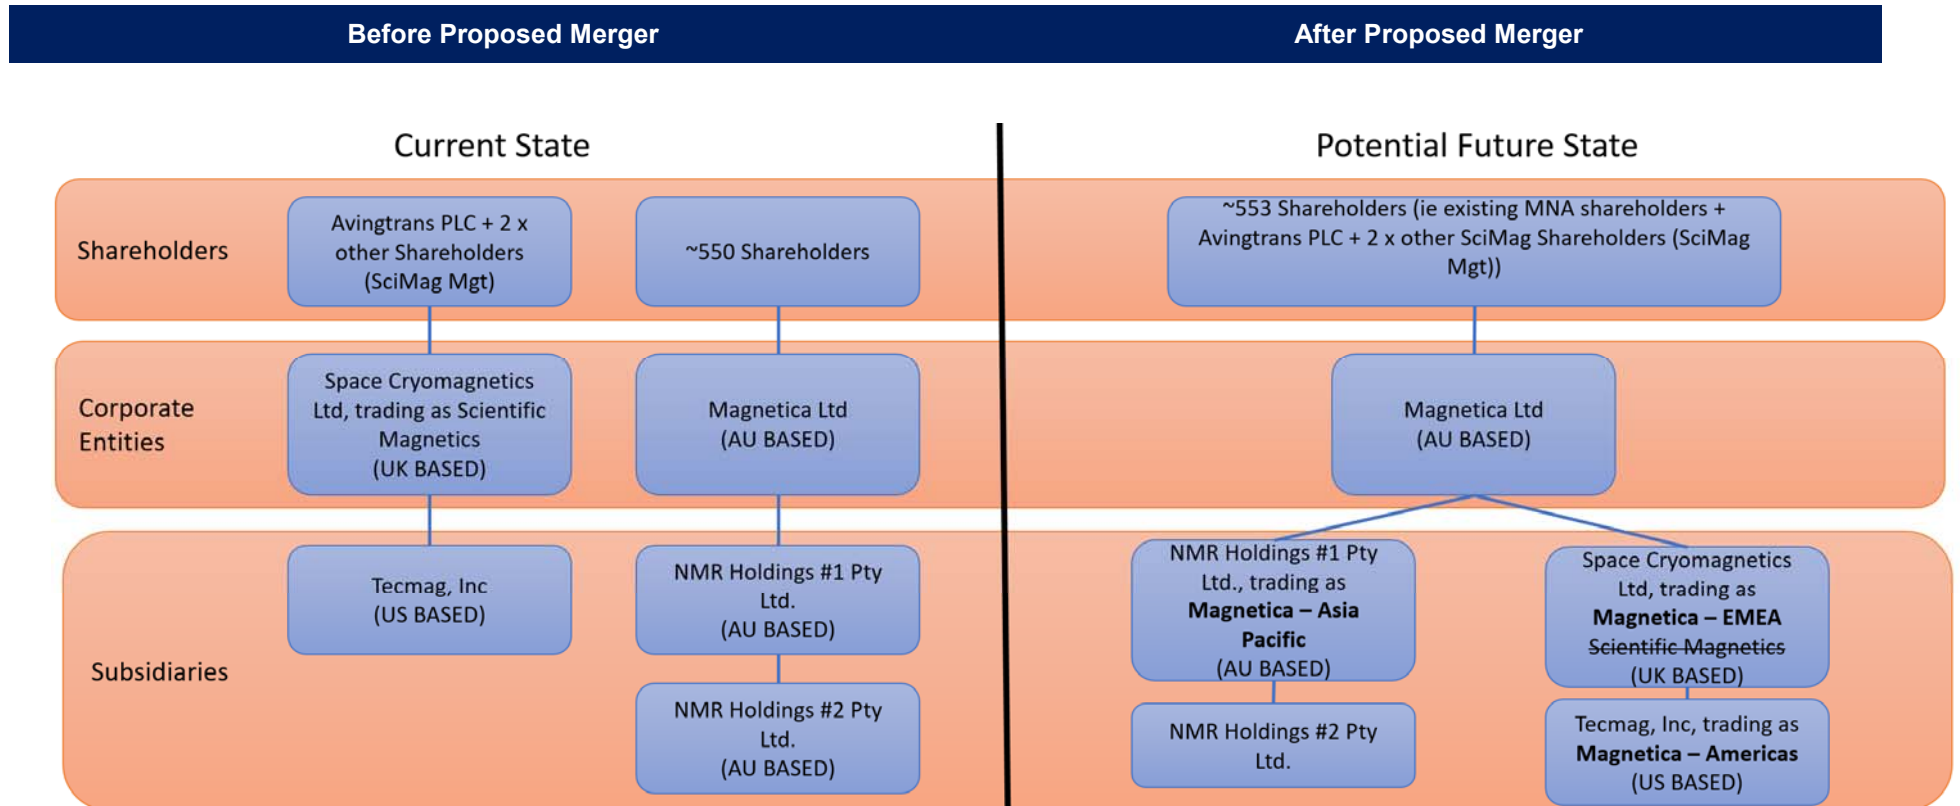 Before Proposed Merger
After Proposed Merger
Current State
Potential Future State
Shareholders
Avingtrans PLC + 2 x
other Shareholders
(SciMag Mgt)
~550 Shareholders
~553 Shareholders (ie existing MNA shareholders +
Avingtrans PLC + 2 x other SciMag Shareholders (SciMag
Mgt))
Corporate
Entities
Space Cryomagnetics
Ltd, trading as Scientific
Magnetics
(UK BASED)
Magnetica Ltd
(AU BASED)
Magnetica Ltd
(AU BASED)
Subsidiaries
Tecmag, Inc
(US BASED)
NMR Holdings #1 Pty
Ltd.
(AU BASED)
NMR Holdings #2 Pty
Ltd.
(AU BASED)
NMR Holdings #1 Pty
Ltd., trading as
Magnetica – Asia
Pacific
(AU BASED)
NMR Holdings #2 Pty
Ltd.
Space Cryomagnetics
Ltd, trading as
Magnetica – EMEA
Scientific Magnetics
(UK BASED)
Tecmag, Inc, trading as
Magnetica – Americas
(US BASED)